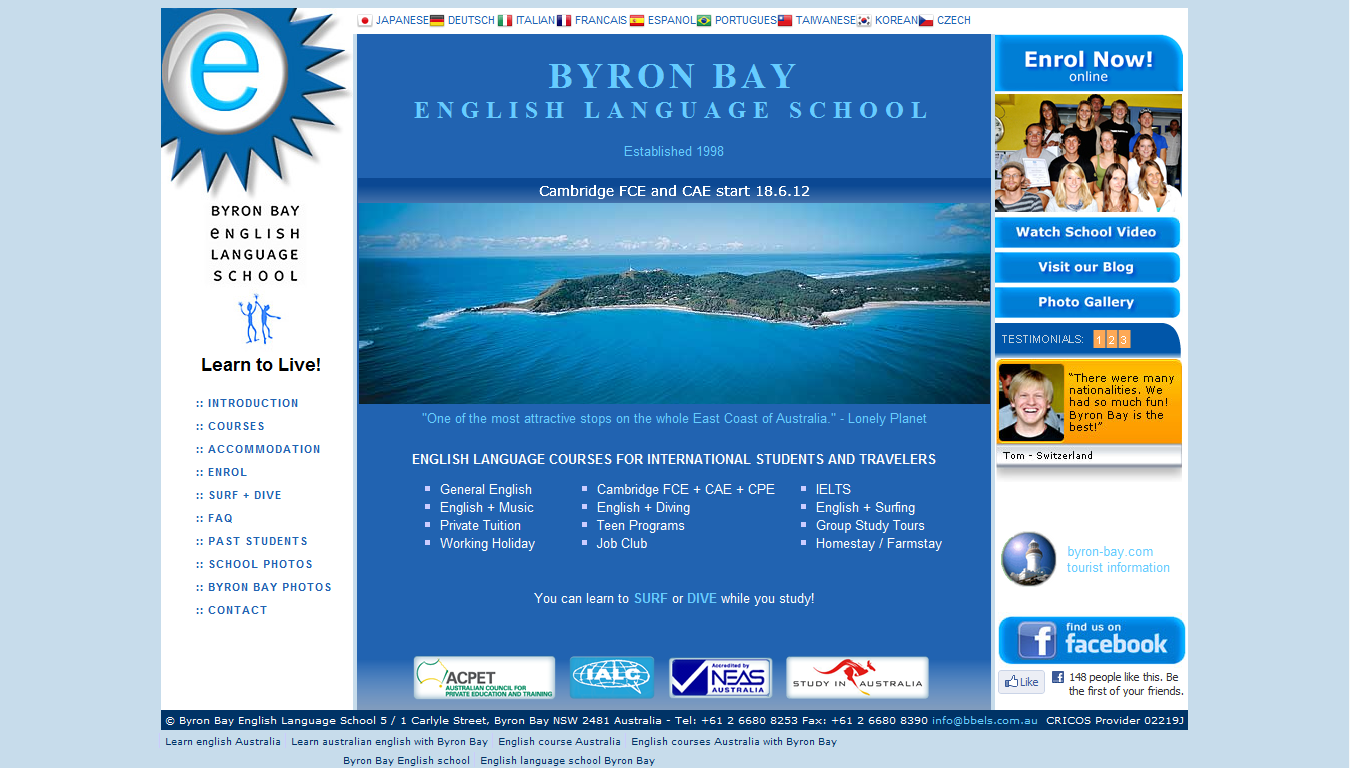 JAPANESE DEUTSCH ITALIAN FRANCAIS ESPANOL PORTUGUES TAIWANESE KOREAN CZECH
e
BYRON BAY
eNGLISH
LANGUAGE
SCHOOL
Learn to Live!
:: INTRODUCTION
:: COURSES
:: ACCOMMODATION
:: ENROL
:: SURF + DIVE
:: FAQ
:: PAST STUDENTS
:: SCHOOL PHOTOS
:: BYRON BAY PHOTOS
:: CONTACT
BYRON BAY
ENGLISH LANGUAGE SCHOOL
Established 1998
Cambridge FCE and CAE start 18.6.12
"One of the most attractive stops on the whole East Coast of Australia." - Lonely Planet
ENGLISH LANGUAGE COURSES FOR INTERNATIONAL STUDENTS AND TRAVELERS
General English
English + Music
Private Tuition
Working Holiday
Cambridge FCE + CAE + CPE
English + Diving
Teen Programs
Job Club
IELTS
English + Surfing
Group Study Tours
Homestay / Farmstay
You can learn to SURF or DIVE while you study!
ACPET
AUSTRALIAN COUNCIL FOR
PRIVATE EDUCATION AND TRAINING
IALC
Accredited by
NEAS
AUSTRALIA
STUDY IN AUSTRALIA
Enrol Now!
online
Watch School Video
Visit our Blog
Photo Gallery
TESTIMONIALS: 1 2 3
“There were many
nationalities. We
had so much fun!
Byron Bay is the
best!”
Tom - Switzerland
byron-bay.com
tourist information
find us on
facebook
Like
148 people like this. Be
the first of your friends.
© Byron Bay English Language School 5 / 1 Carlyle Street, Byron Bay NSW 2481 Australia - Tel: +61 2 6680 8253 Fax: +61 2 6680 8390 info@bbels.com.au CRICOS Provider 02219J
Learn english Australia Learn australian english with Byron Bay English course Australia English courses Australia with Byron Bay
Byron Bay English school English language school Byron Bay